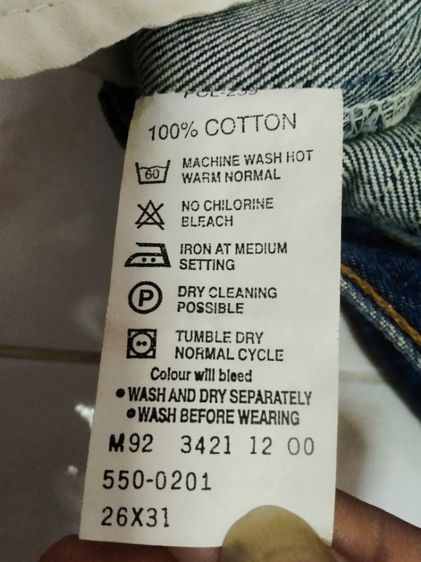 100% COTTON
60 MACHINE WASH HOT
WARM NORMAL
NO CHLORINE
BLEACH
IRON AT MEDIUM
SETTING
P DRY CLEANING
POSSIBLE
TUMBLE DRY
NORMAL CYCLE
Colour will bleed
• WASH AND DRY SEPARATELY
• WASH BEFORE WEARING
M92 3421 12 00
550-0201
26X31